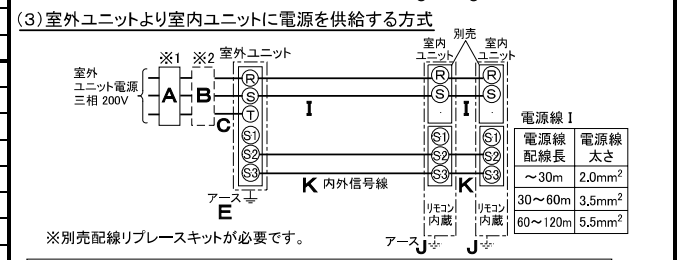 (3)室外ユニットより室内ユニットに電源を供給する方式
※1 ※2 室外ユニット
室内ユニット
別売
室内ユニット
室外
ユニット電源
三相 200V
A
B
C
R
S
T
S1
S2
S3
I
R
S
S1
S2
S3
I
R
S
S1
S2
S3
K 内外信号線
K
アース
E
リモコン内蔵
リモコン内蔵
アース J
J
※別売配線リプレースキットが必要です。
電源線 I
電源線配線長 電源線太さ
～30m 2.0mm²
30～60m 3.5mm²
60～120m 5.5mm²